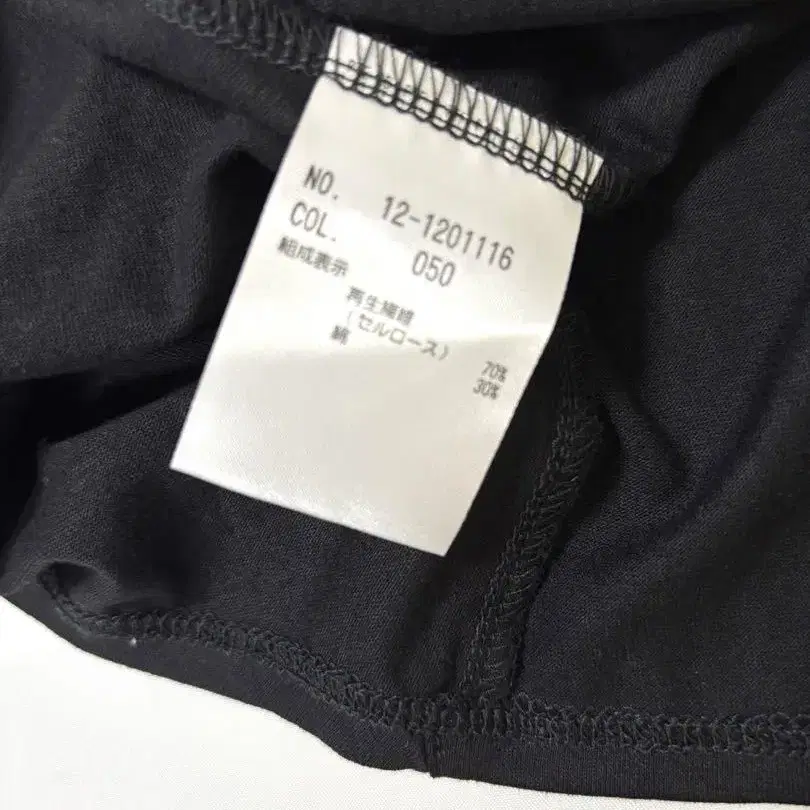 NO. 12-1201116
COL. 050
組成表示
再生繊維
(セルロース) 70%
綿 30%